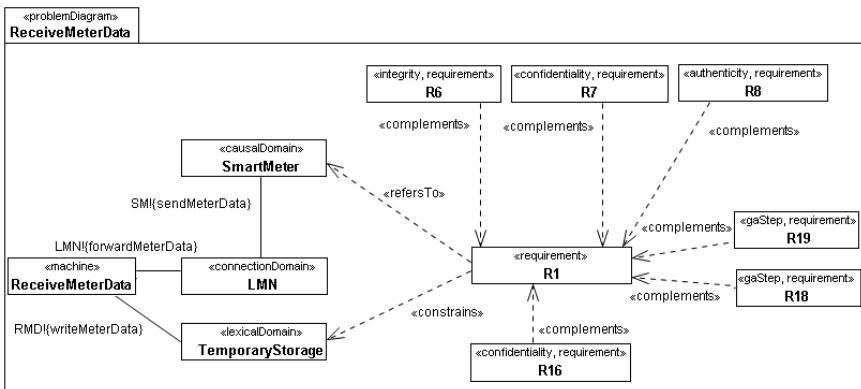 «problemDiagram»
ReceiveMeterData
«integrity, requirement»
R6
«confidentiality, requirement»
R7
«authenticity, requirement»
R8
«complements»
«complements»
«complements»
«causalDomain»
SmartMeter
«refersTo»
SM!{sendMeterData}
«complements»
«gaStep, requirement»
R19
LMN!{forwardMeterData}
«machine»
ReceiveMeterData
«connectionDomain»
LMN
«requirement»
R1
«gaStep, requirement»
R18
«complements»
«constrains»
RMD!{writeMeterData}
«lexicalDomain»
TemporaryStorage
«complements»
«confidentiality, requirement»
R16